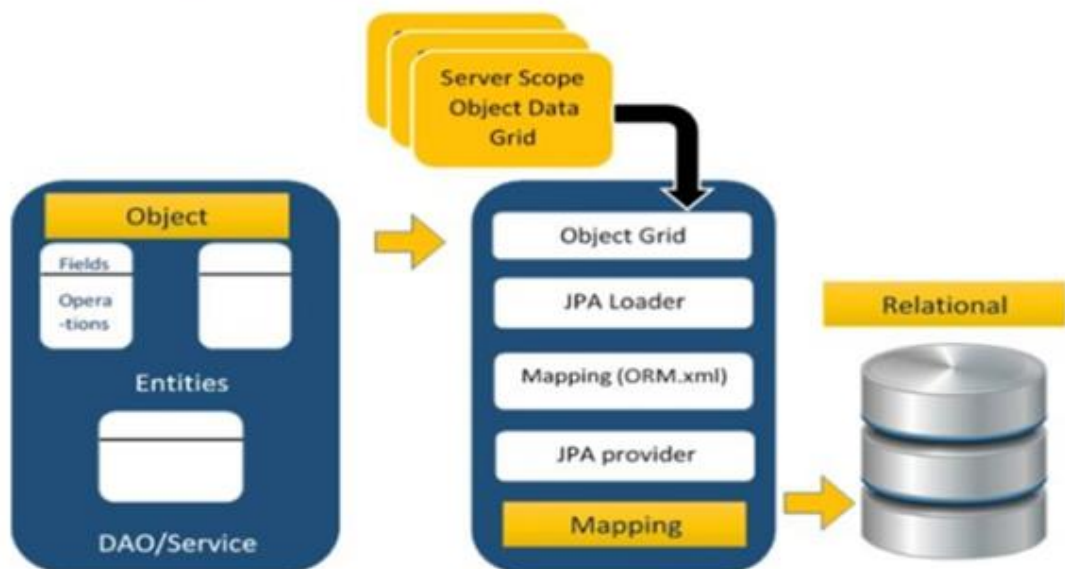 Server Scope
Object Data
Grid
Object
Fields
Opera
-tions
Entities
DAO/Service
Object Grid
JPA Loader
Mapping (ORM.xml)
JPA provider
Mapping
Relational